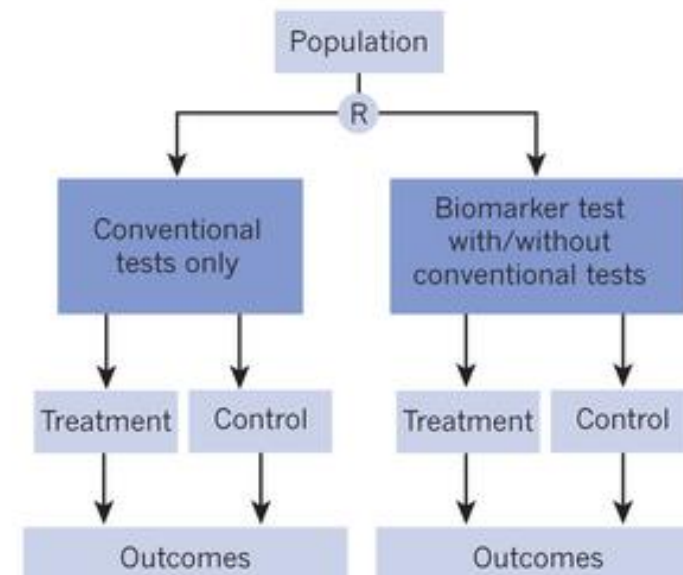 Population
R
Conventional
tests only
Biomarker test
with/without
conventional tests
Treatment
Control
Treatment
Control
Outcomes
Outcomes